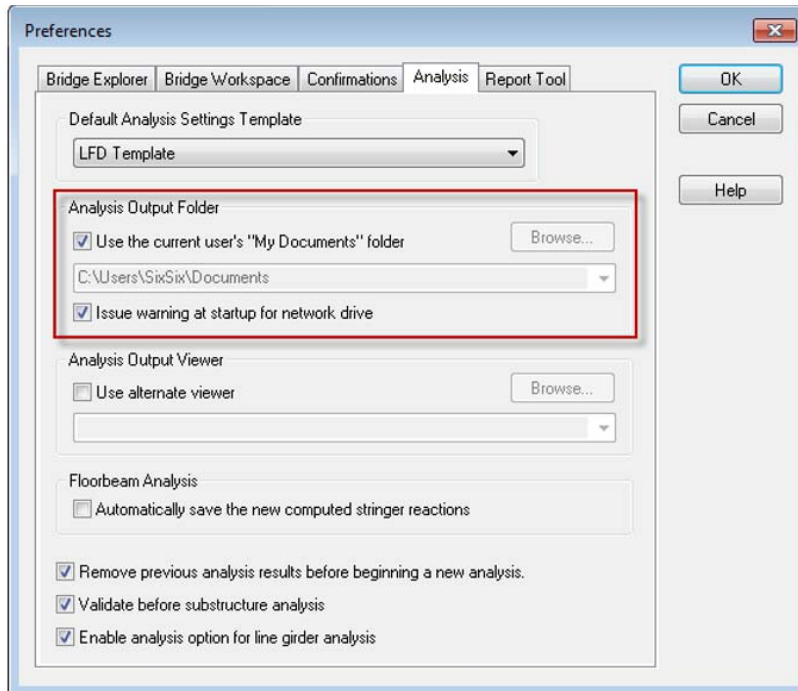 Preferences
Bridge Explorer Bridge Workspace Confirmations Analysis Report Tool
OK
Cancel
Help
Default Analysis Settings Template
LFD Template
Analysis Output Folder
Use the current user's "My Documents" folder Browse...
C:\Users\SixSix\Documents
Issue warning at startup for network drive
Analysis Output Viewer
Use alternate viewer Browse...
Floorbeam Analysis
Automatically save the new computed stringer reactions
Remove previous analysis results before beginning a new analysis.
Validate before substructure analysis
Enable analysis option for line girder analysis